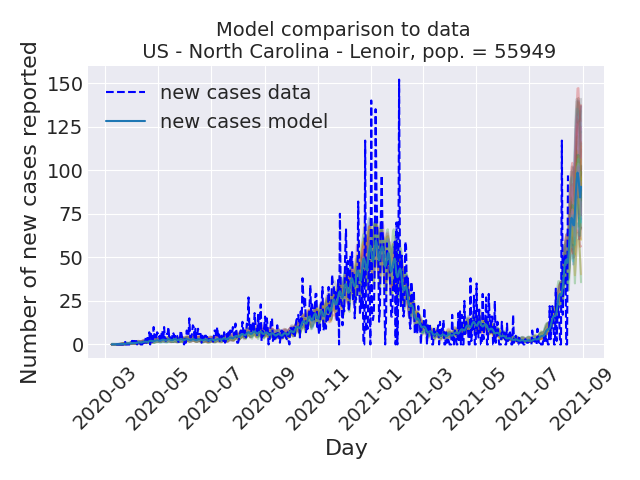 Model comparison to data
US - North Carolina - Lenoir, pop. = 55949
Number of new cases reported
150
125
100
75
50
25
0
new cases data
new cases model
2020-03
2020-05
2020-07
2020-09
2020-11
2021-01
2021-03
2021-05
2021-07
2021-09
Day